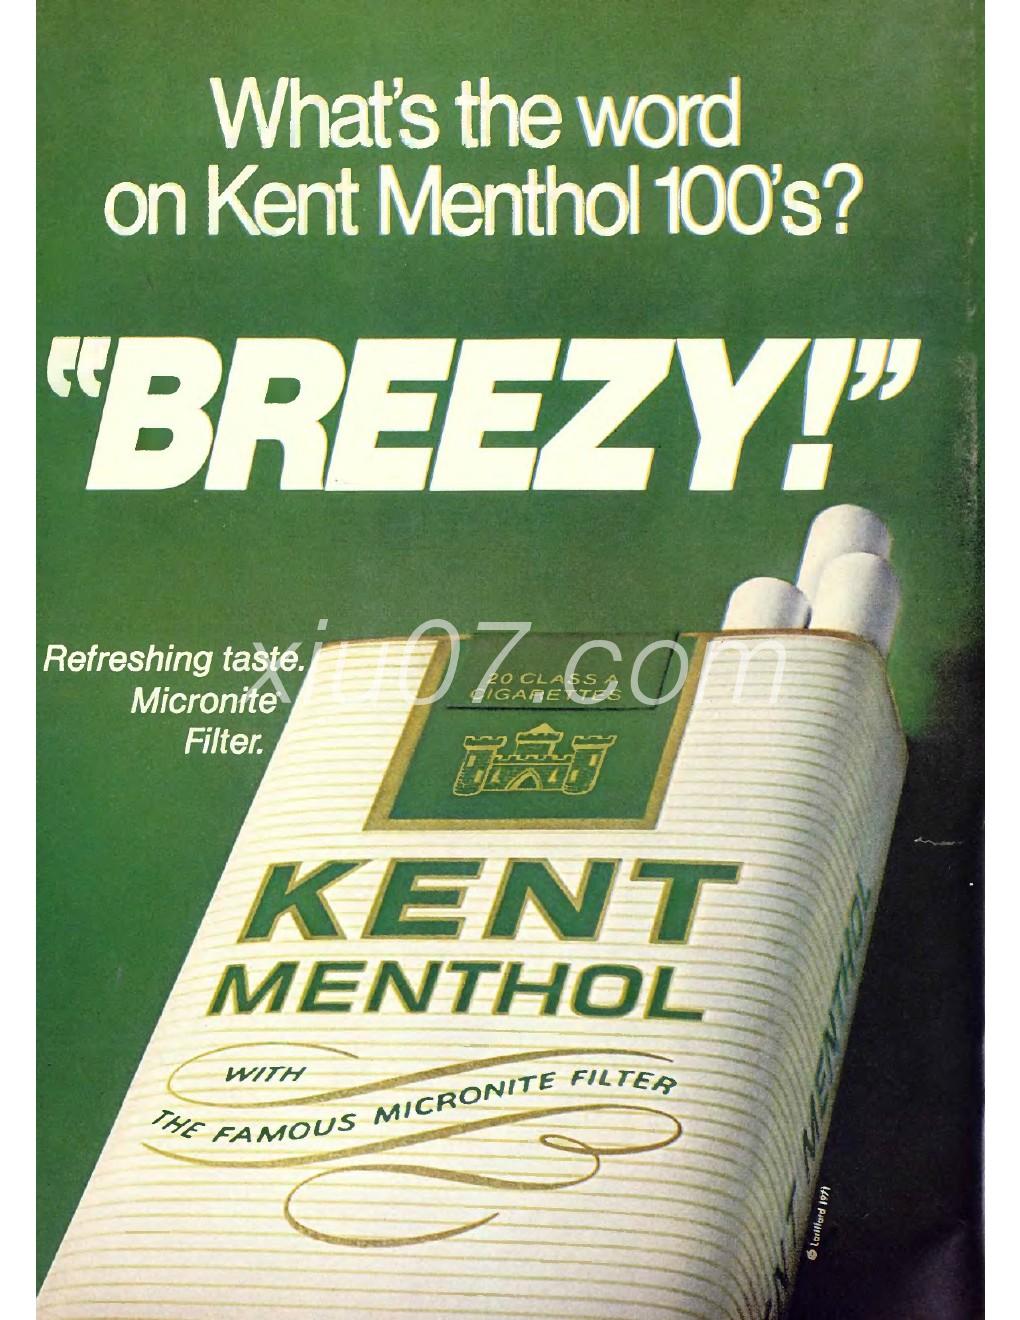 What's the word
on Kent Menthol 100's?
"BREEZY!"
Refreshing taste.
Micronite®
Filter.
xiu07.com
20 CLASS A
CIGARETTES
KENT
MENTHOL
WITH
THE FAMOUS MICRONITE FILTER
MENTHOL
© Lorillard 1971